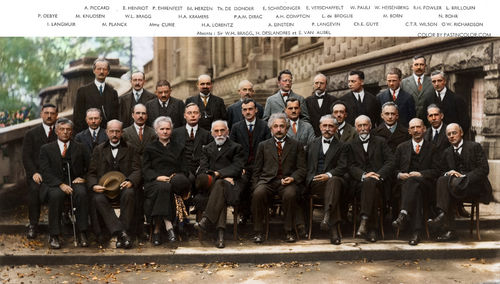 A. PICCARD E. HENRIOT P. EHRENFEST Ed. HERZEN Th. DE DONDER E. SCHRÖDINGER E. VERSCHAFFELT W. PAULI W. HEISENBERG R.H. FOWLER L. BRILLOUIN
P. DEBYE M. KNUDSEN W.L. BRAGG H.A. KRAMERS P.A.M. DIRAC A.H. COMPTON L. de BROGLIE M. BORN N. BOHR
I. LANGMUIR M. PLANCK Mme CURIE H.A. LORENTZ A. EINSTEIN P. LANGEVIN Ch.E. GUYE C.T.R. WILSON O.W. RICHARDSON
Absents : Sir W.H. BRAGG, H. DESLANDRES et E. VAN AUBEL
COLOR BY PASTINCOLOR.COM